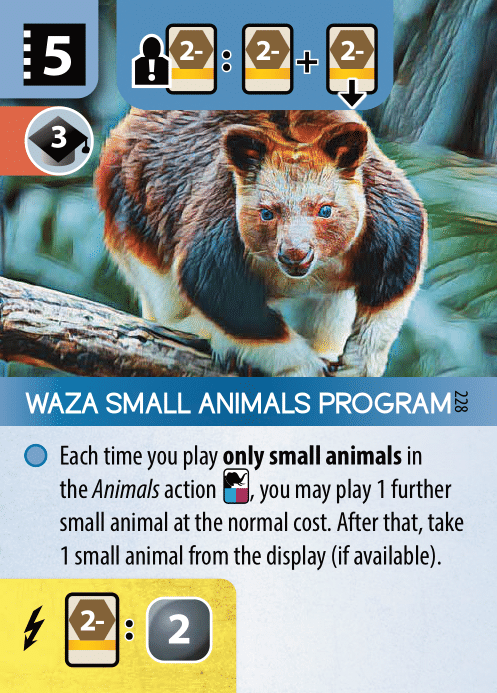 5
! 2- : 2- + 2-
3
WAZA SMALL ANIMALS PROGRAM 228
Each time you play only small animals in
the Animals action , you may play 1 further
small animal at the normal cost. After that, take
1 small animal from the display (if available).
2- : 2